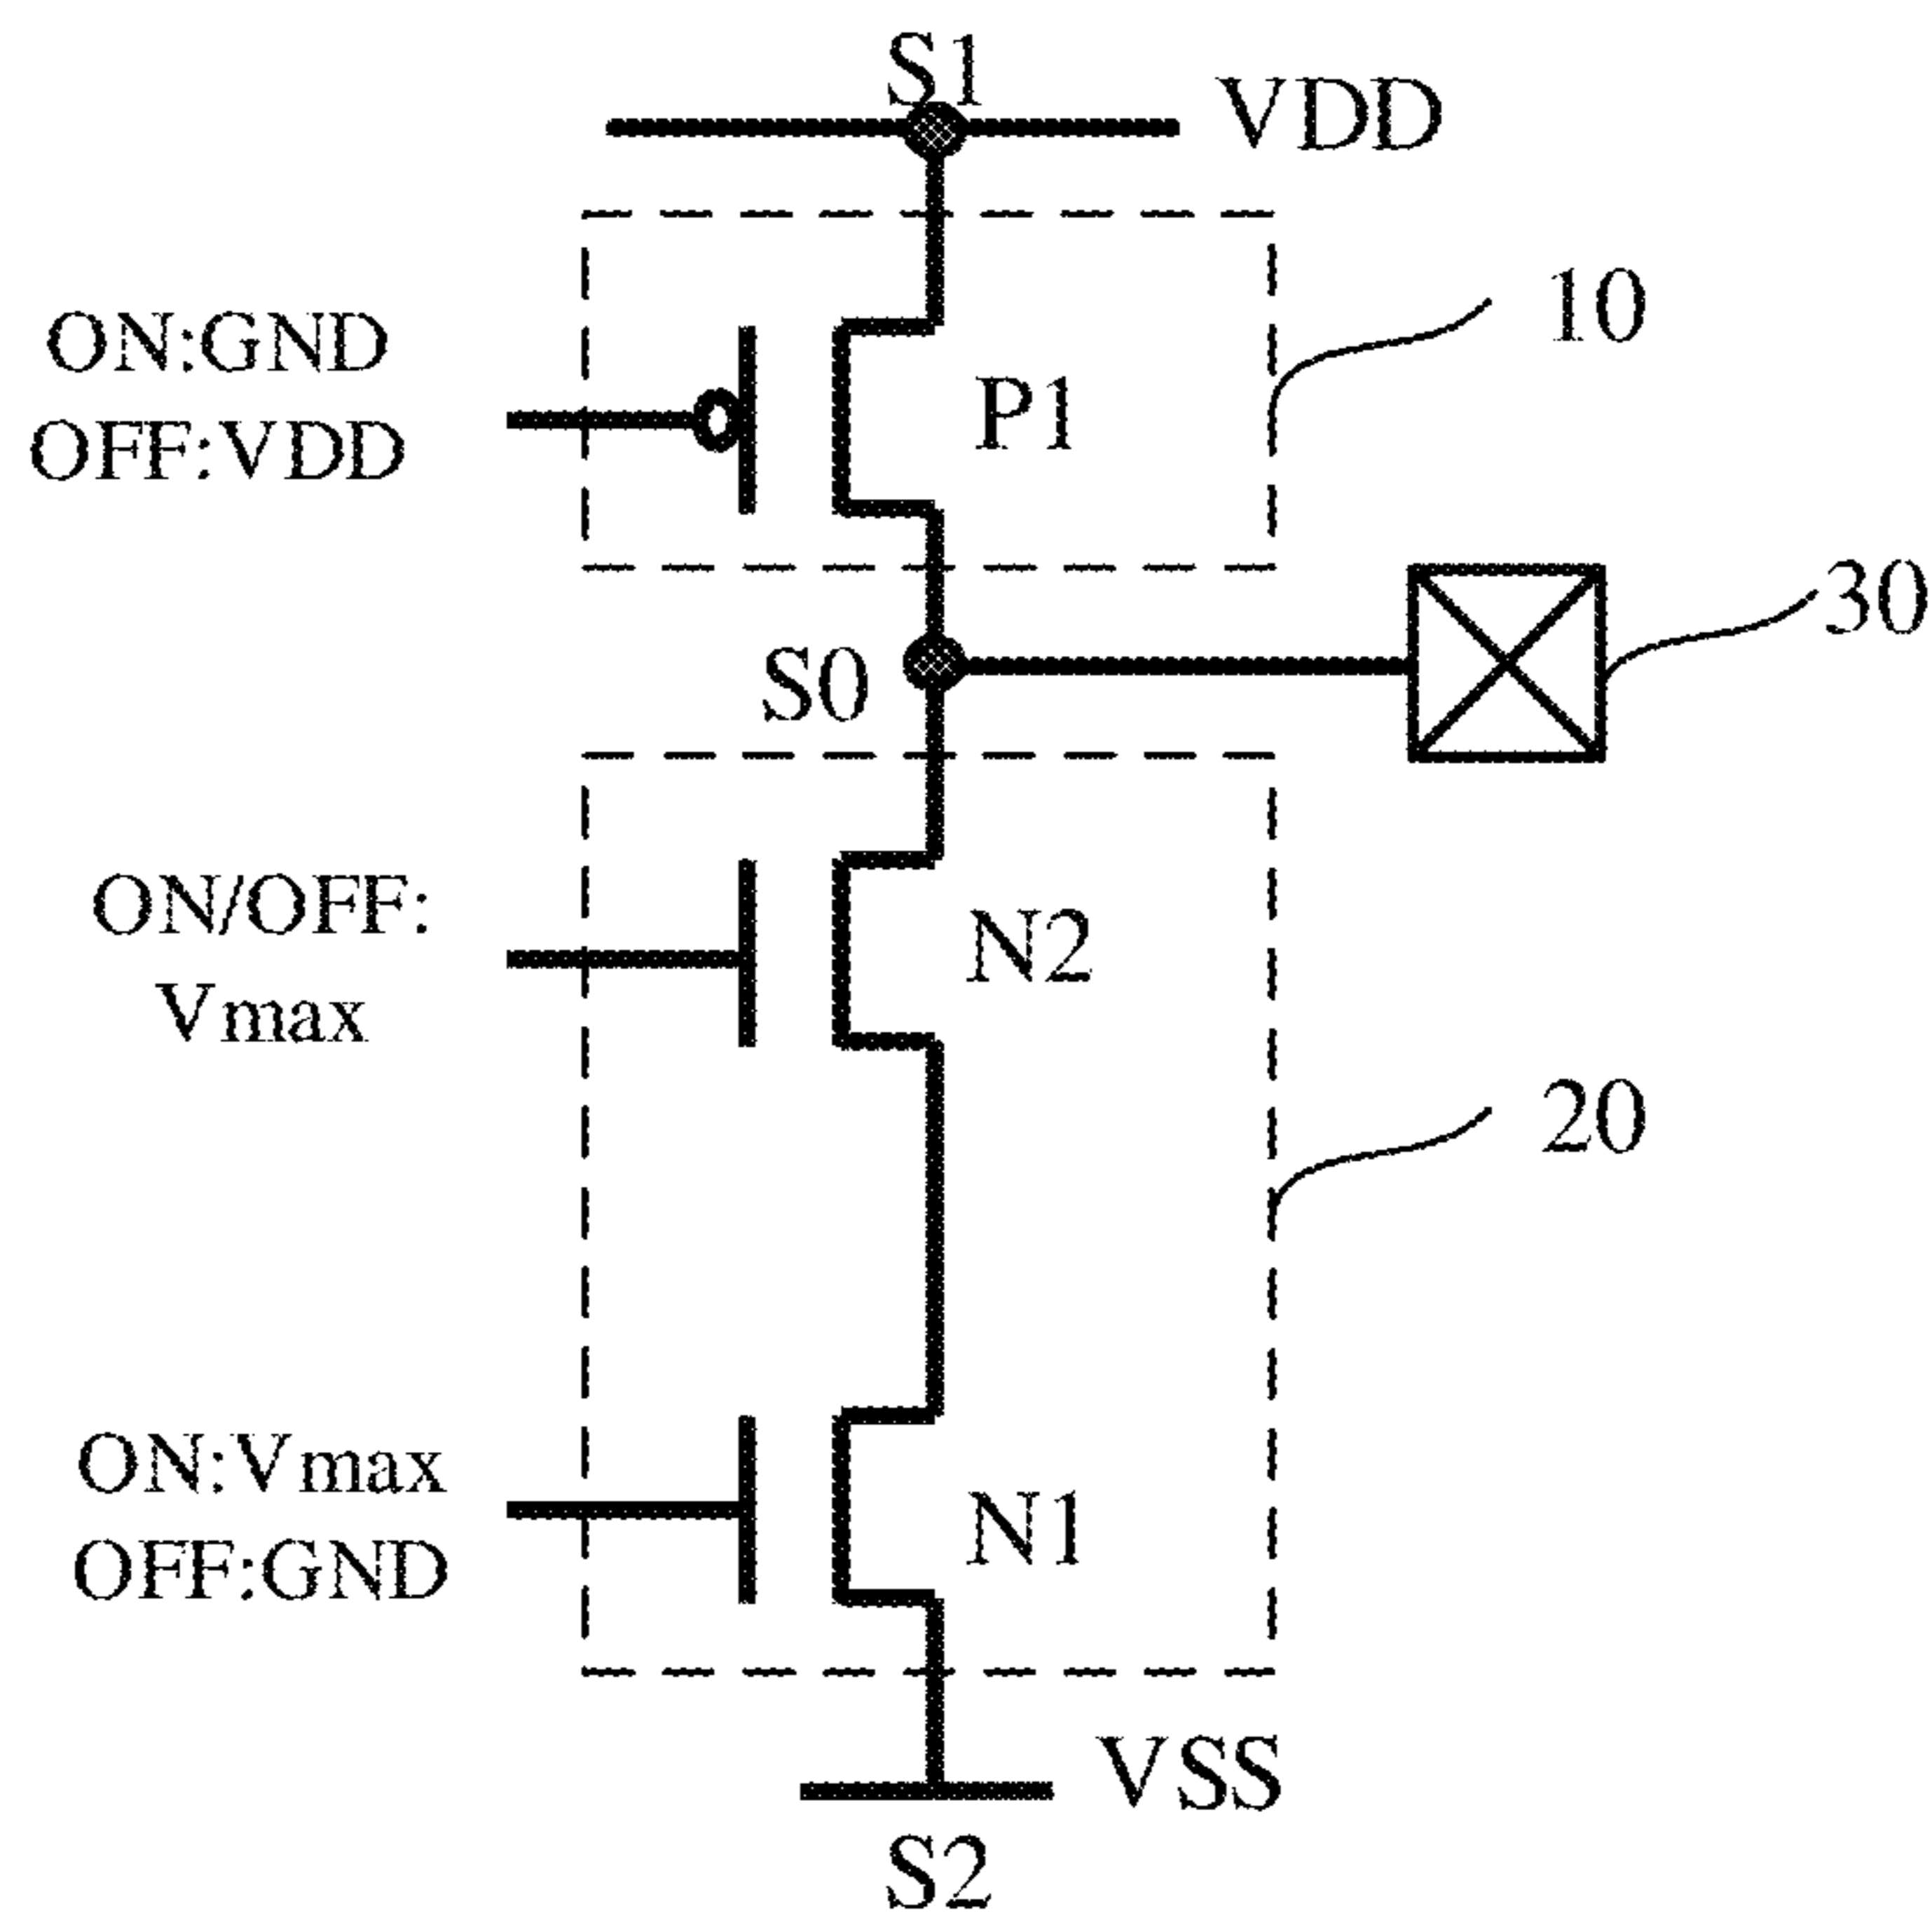 S1
VDD
10
ON:GND
OFF:VDD
P1
30
S0
ON/OFF:
Vmax
N2
20
ON:Vmax
OFF:GND
N1
VSS
S2